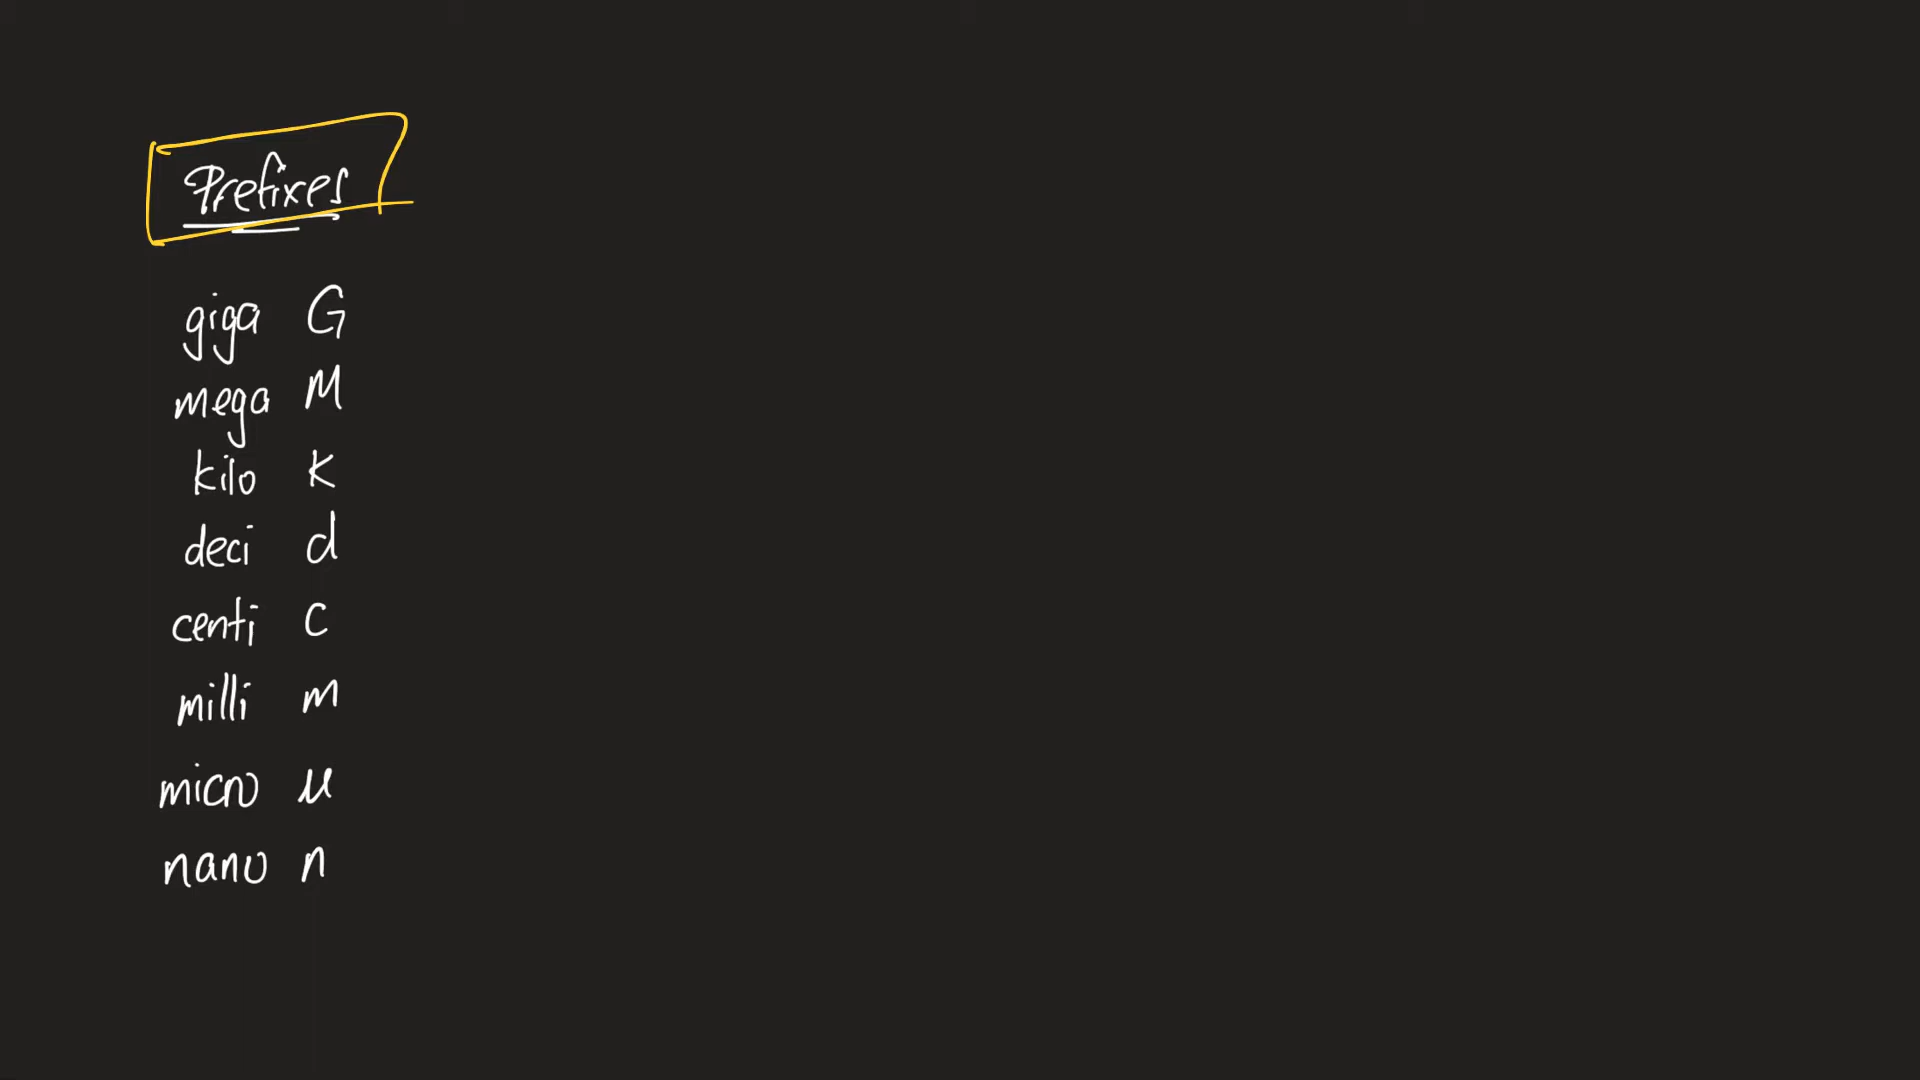 Prefixes
giga G
mega M
kilo k
deci d
centi c
milli m
micro μ
nano n